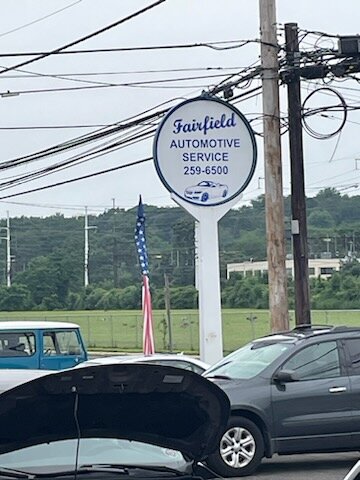 Fairfield
AUTOMOTIVE
SERVICE
259-6500